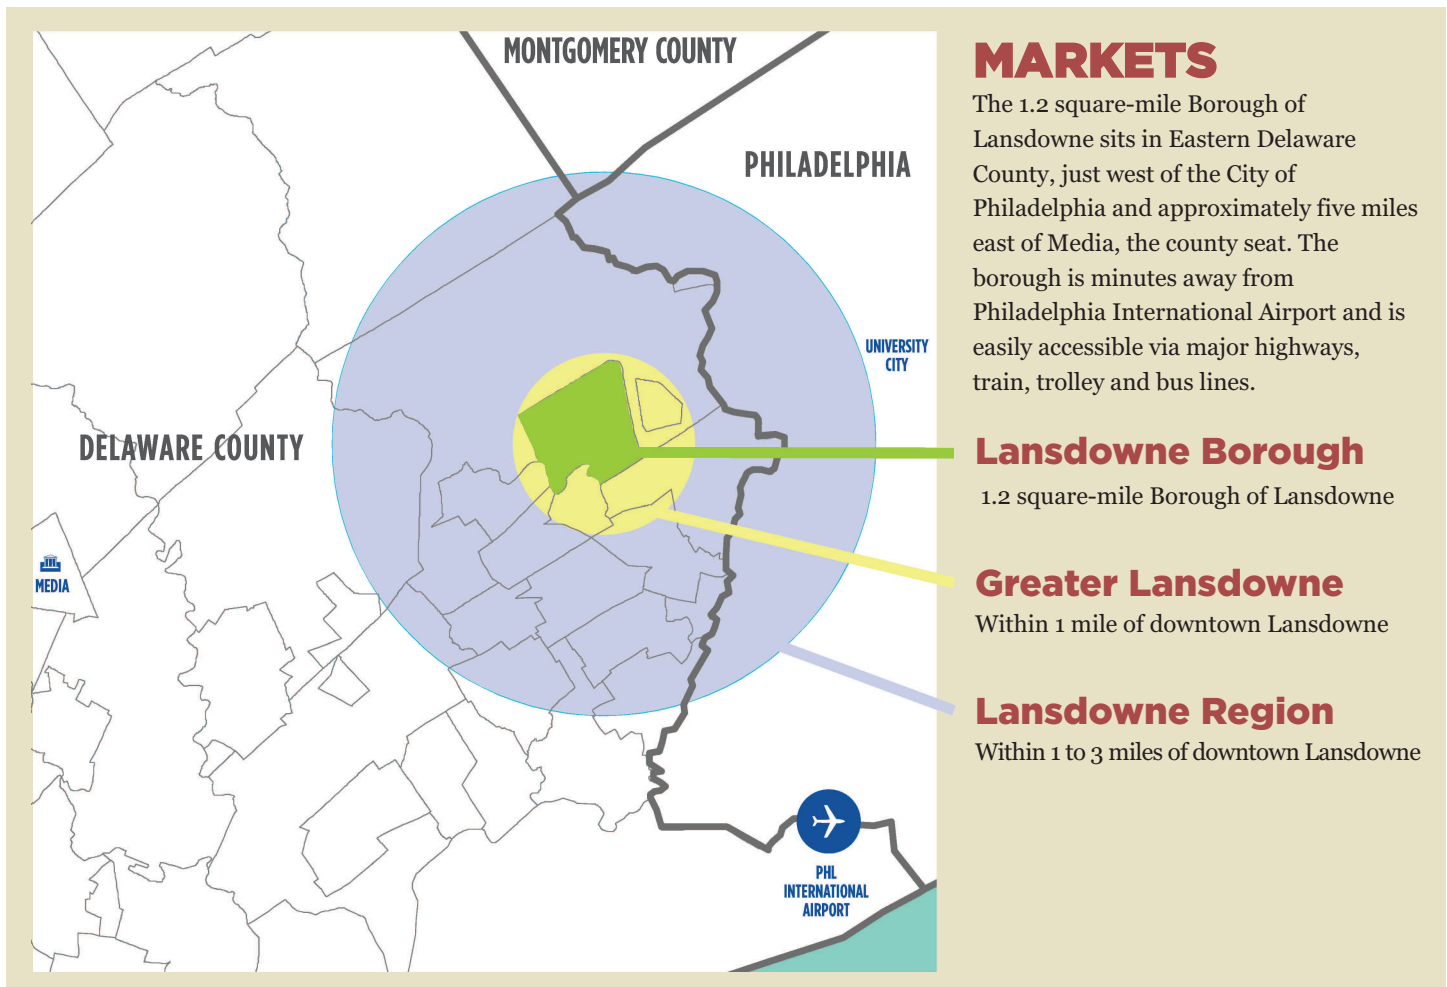 MONTGOMERY COUNTY
PHILADELPHIA
UNIVERSITY
CITY
DELAWARE COUNTY
MEDIA
PHL
INTERNATIONAL
AIRPORT
MARKETS
The 1.2 square-mile Borough of
Lansdowne sits in Eastern Delaware
County, just west of the City of
Philadelphia and approximately five miles
east of Media, the county seat. The
borough is minutes away from
Philadelphia International Airport and is
easily accessible via major highways,
train, trolley and bus lines.
Lansdowne Borough
1.2 square-mile Borough of Lansdowne
Greater Lansdowne
Within 1 mile of downtown Lansdowne
Lansdowne Region
Within 1 to 3 miles of downtown Lansdowne